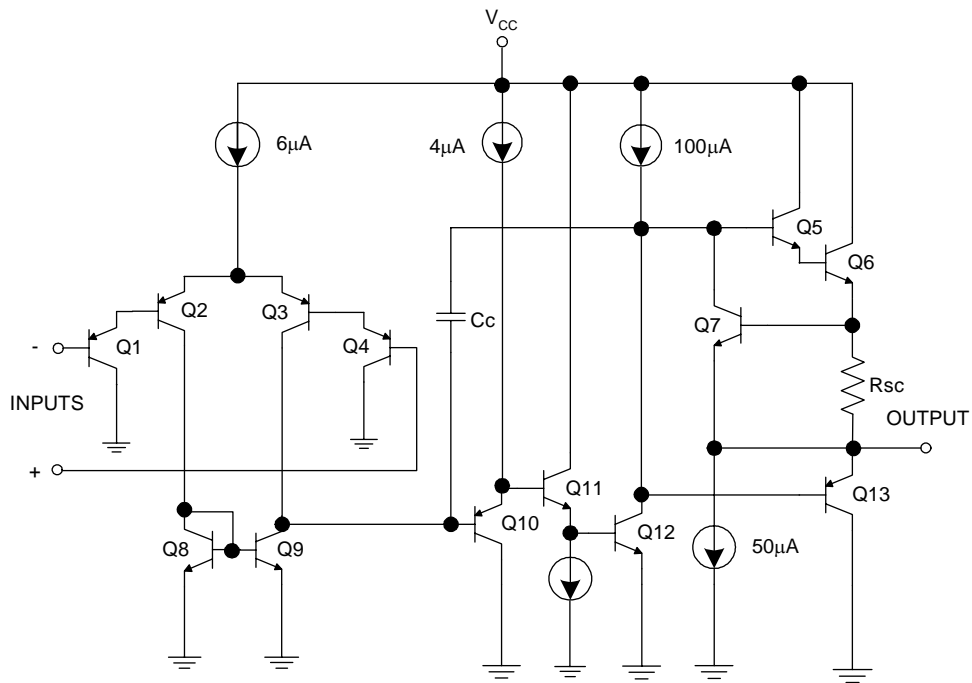 VCC
6μA
4μA
100μA
Q5
Q6
Q2
Q3
Cc
Q7
-
Q1
Q4
Rsc
INPUTS
OUTPUT
+
Q11
Q13
Q10
Q12
Q8
Q9
50μA